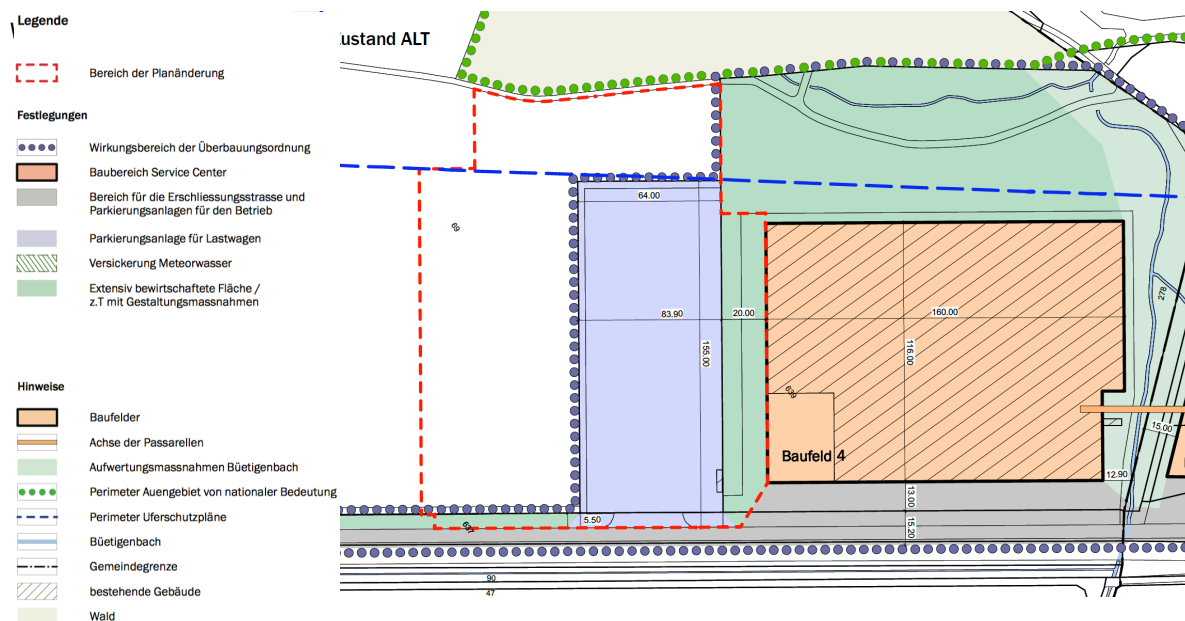 Legende
Bereich der Planänderung
Festlegungen
Wirkungsbereich der Überbauungsordnung
Baubereich Service Center
Bereich für die Erschliessungsstrasse und
Parkierungsanlagen für den Betrieb
Parkierungsanlage für Lastwagen
Versickerung Meteorwasser
Extensiv bewirtschaftete Fläche /
z.T mit Gestaltungsmassnahmen
Hinweise
Baufelder
Achse der Passarellen
Aufwertungsmassnahmen Büetigenbach
Perimeter Auengebiet von nationaler Bedeutung
Perimeter Uferschutzpläne
Büetigenbach
Gemeindegrenze
bestehende Gebäude
Wald
ustand ALT
64.00
69
278
83.90
20.00
160.00
155.00
116.00
639
15.00
Baufeld 4
12.90
13.00
5.50
637
15.20
90
47